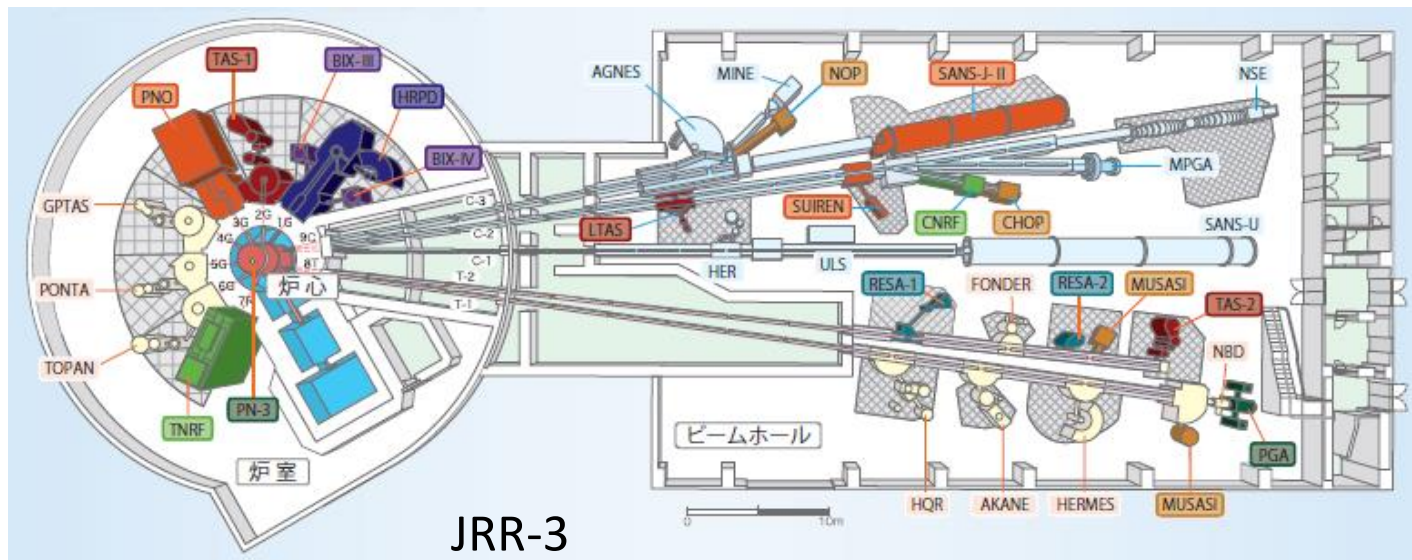 TAS-1
BIX-III
PNO
HRPD
BIX-IV
GPTAS
PONTA
TOPAN
TNRF
PN-3
3G
2G
1G
4G
9G
5G
8T
6G
7R
炉 心
炉 室
C-3
C-2
C-1
T-2
T-1
AGNES
MINE
NOP
SANS-J-II
NSE
MPGA
LTAS
SUIREN
CNRF
CHOP
SANS-U
HER
ULS
RESA-1
FONDER
RESA-2
MUSASI
TAS-2
NBD
PGA
ビームホール
HQR
AKANE
HERMES
MUSASI
0
10m
JRR-3